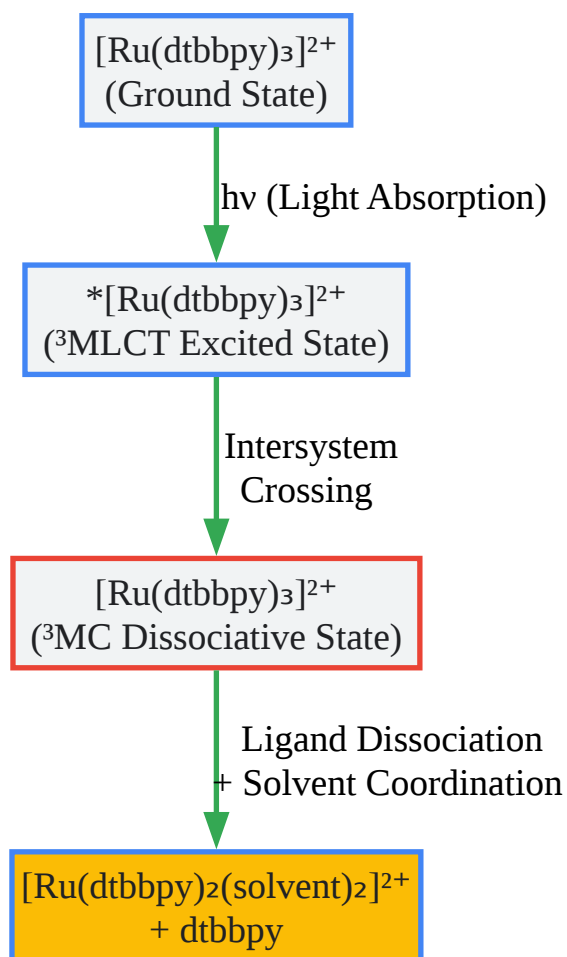 [Ru(dtbbpy)₃]²⁺
(Ground State)
hν (Light Absorption)
*[Ru(dtbbpy)₃]²⁺
(³MLCT Excited State)
Intersystem
Crossing
[Ru(dtbbpy)₃]²⁺
(³MC Dissociative State)
Ligand Dissociation
+ Solvent Coordination
[Ru(dtbbpy)₂(solvent)₂]²⁺
+ dtbbpy